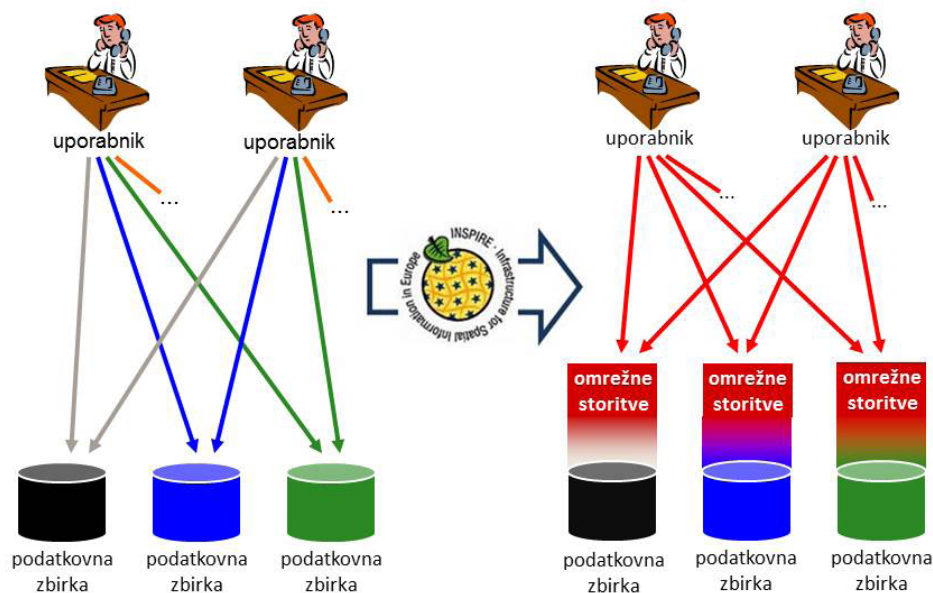 uporabnik
uporabnik
...
...
podatkovna
zbirka
podatkovna
zbirka
podatkovna
zbirka
INSPIRE - Infrastructure for Spatial Information in Europe
uporabnik
uporabnik
...
...
omrežne
storitve
omrežne
storitve
omrežne
storitve
podatkovna
zbirka
podatkovna
zbirka
podatkovna
zbirka